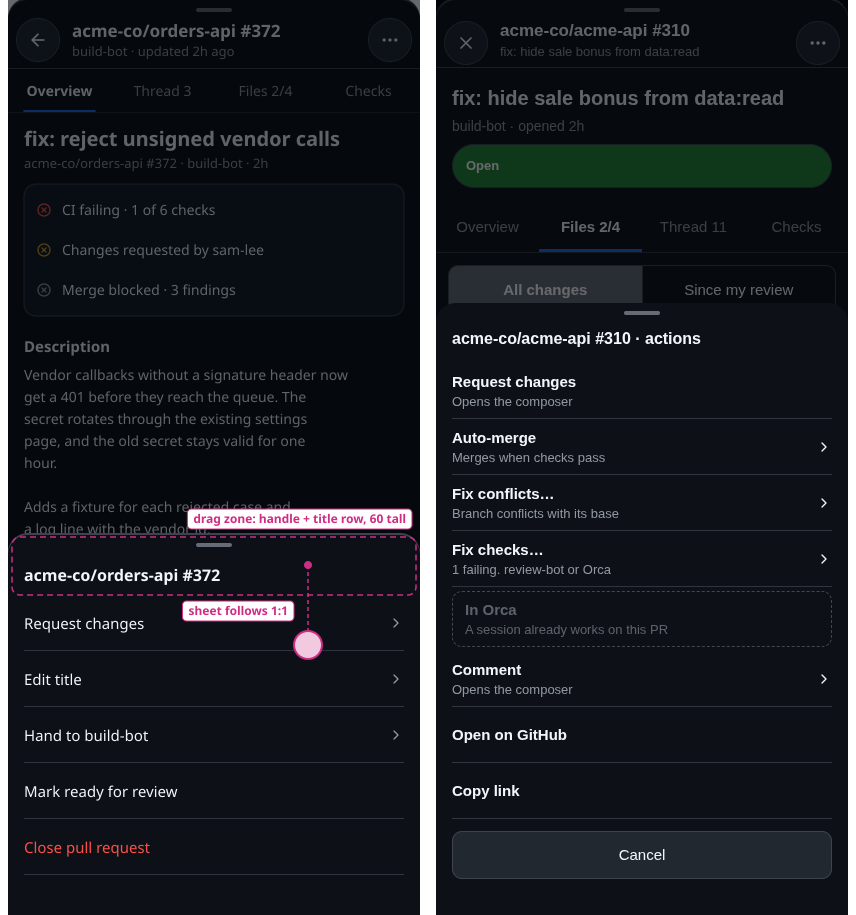 acme-co/orders-api #372
build-bot · updated 2h ago
Overview
Thread 3
Files 2/4
Checks
fix: reject unsigned vendor calls
acme-co/orders-api #372 · build-bot · 2h
CI failing · 1 of 6 checks
Changes requested by sam-lee
Merge blocked · 3 findings
Description
Vendor callbacks without a signature header now
get a 401 before they reach the queue. The
secret rotates through the existing settings
page, and the old secret stays valid for one
hour.
Adds a fixture for each rejected case and
a log line with the vendor id.
drag zone: handle + title row, 60 tall
acme-co/orders-api #372
sheet follows 1:1
Request changes
Edit title
Hand to build-bot
Mark ready for review
Close pull request
acme-co/acme-api #310
fix: hide sale bonus from data:read
fix: hide sale bonus from data:read
build-bot · opened 2h
Open
Overview
Files 2/4
Thread 11
Checks
All changes
Since my review
acme-co/acme-api #310 · actions
Request changes
Opens the composer
Auto-merge
Merges when checks pass
Fix conflicts…
Branch conflicts with its base
Fix checks…
1 failing. review-bot or Orca
In Orca
A session already works on this PR
Comment
Opens the composer
Open on GitHub
Copy link
Cancel